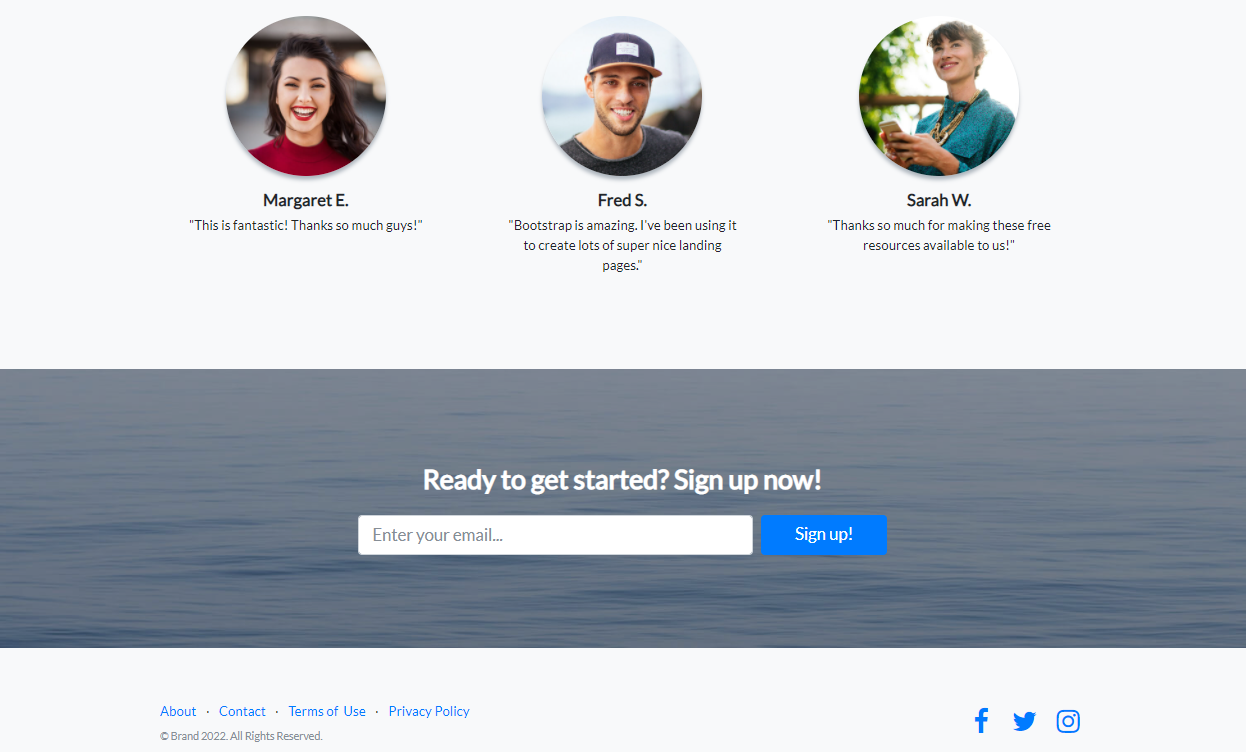 Margaret E.
"This is fantastic! Thanks so much guys!"
Fred S.
"Bootstrap is amazing. I've been using it
to create lots of super nice landing
pages."
Sarah W.
"Thanks so much for making these free
resources available to us!"
Ready to get started? Sign up now!
Enter your email...
Sign up!
About · Contact · Terms of Use · Privacy Policy
© Brand 2022. All Rights Reserved.